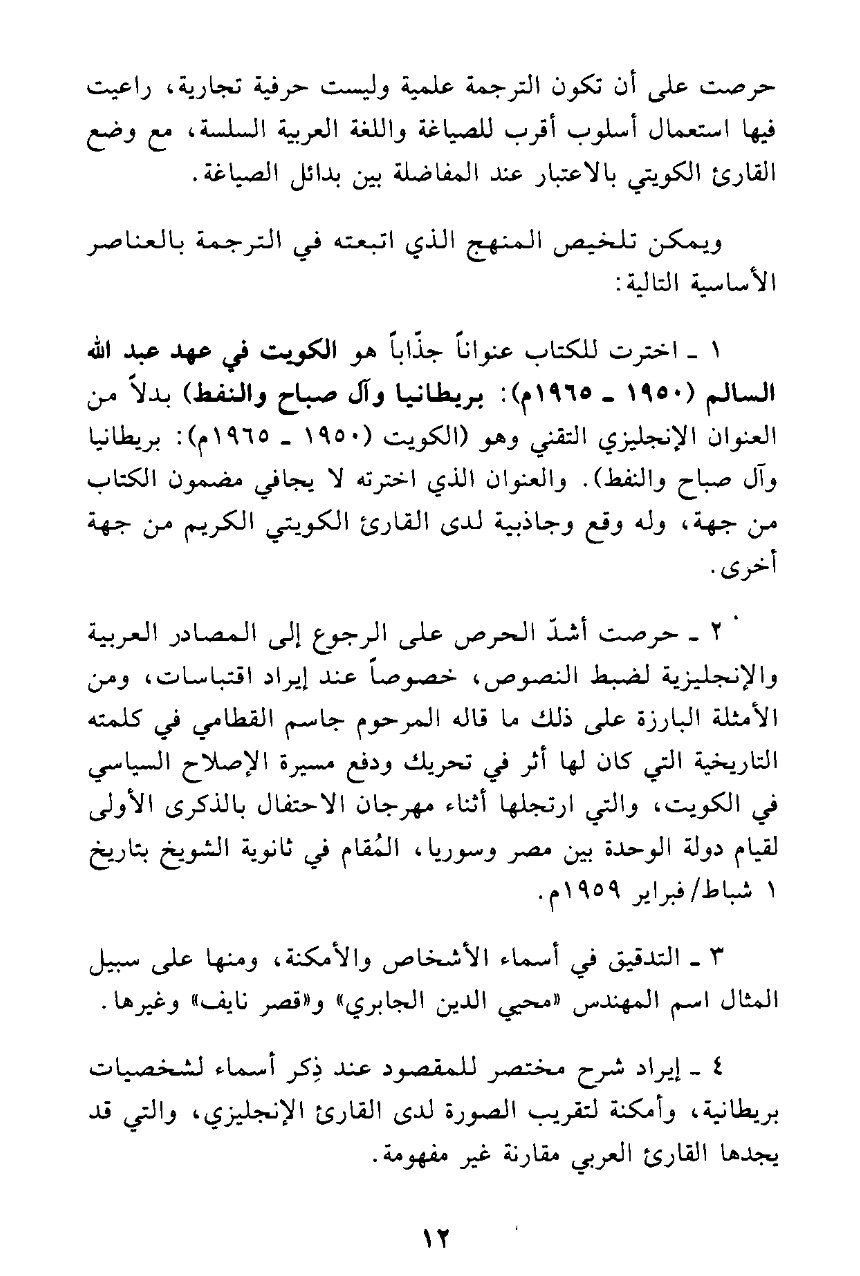 حرصت على أن تكون الترجمة علمية وليست حرفية تجارية، راعيت
فيها استعمال أسلوب أقرب للصياغة واللغة العربية السلسة، مع وضع
القارئ الكويتي بالاعتبار عند المفاضلة بين بدائل الصياغة.
ويمكن تلخيص المنهج الذي اتبعته في الترجمة بالعناصر
الأساسية التالية:
١ ـ اخترت للكتاب عنواناً جذّاباً هو الكويت في عهد عبد الله
السالم (١٩٥٠ ـ ١٩٦٥م): بريطانيا وآل صباح والنفط) بدلاً من
العنوان الإنجليزي التقني وهو (الكويت (١٩٥٠ ـ ١٩٦٥م): بريطانيا
وآل صباح والنفط). والعنوان الذي اخترته لا يجافي مضمون الكتاب
من جهة، وله وقع وجاذبية لدى القارئ الكويتي الكريم من جهة
أخرى.
٢ ـ حرصت أشدّ الحرص على الرجوع إلى المصادر العربية
والإنجليزية لضبط النصوص، خصوصاً عند إيراد اقتباسات، ومن
الأمثلة البارزة على ذلك ما قاله المرحوم جاسم القطامي في كلمته
التاريخية التي كان لها أثر في تحريك ودفع مسيرة الإصلاح السياسي
في الكويت، والتي ارتجلها أثناء مهرجان الاحتفال بالذكرى الأولى
لقيام دولة الوحدة بين مصر وسوريا، المُقام في ثانوية الشويخ بتاريخ
١ شباط/فبراير ١٩٥٩م.
٣ ـ التدقيق في أسماء الأشخاص والأمكنة، ومنها على سبيل
المثال اسم المهندس «محيي الدين الجابري» و«قصر نايف» وغيرها.
٤ ـ إيراد شرح مختصر للمقصود عند ذِكر أسماء لشخصيات
بريطانية، وأمكنة لتقريب الصورة لدى القارئ الإنجليزي، والتي قد
يجدها القارئ العربي مقارنة غير مفهومة.
١٢